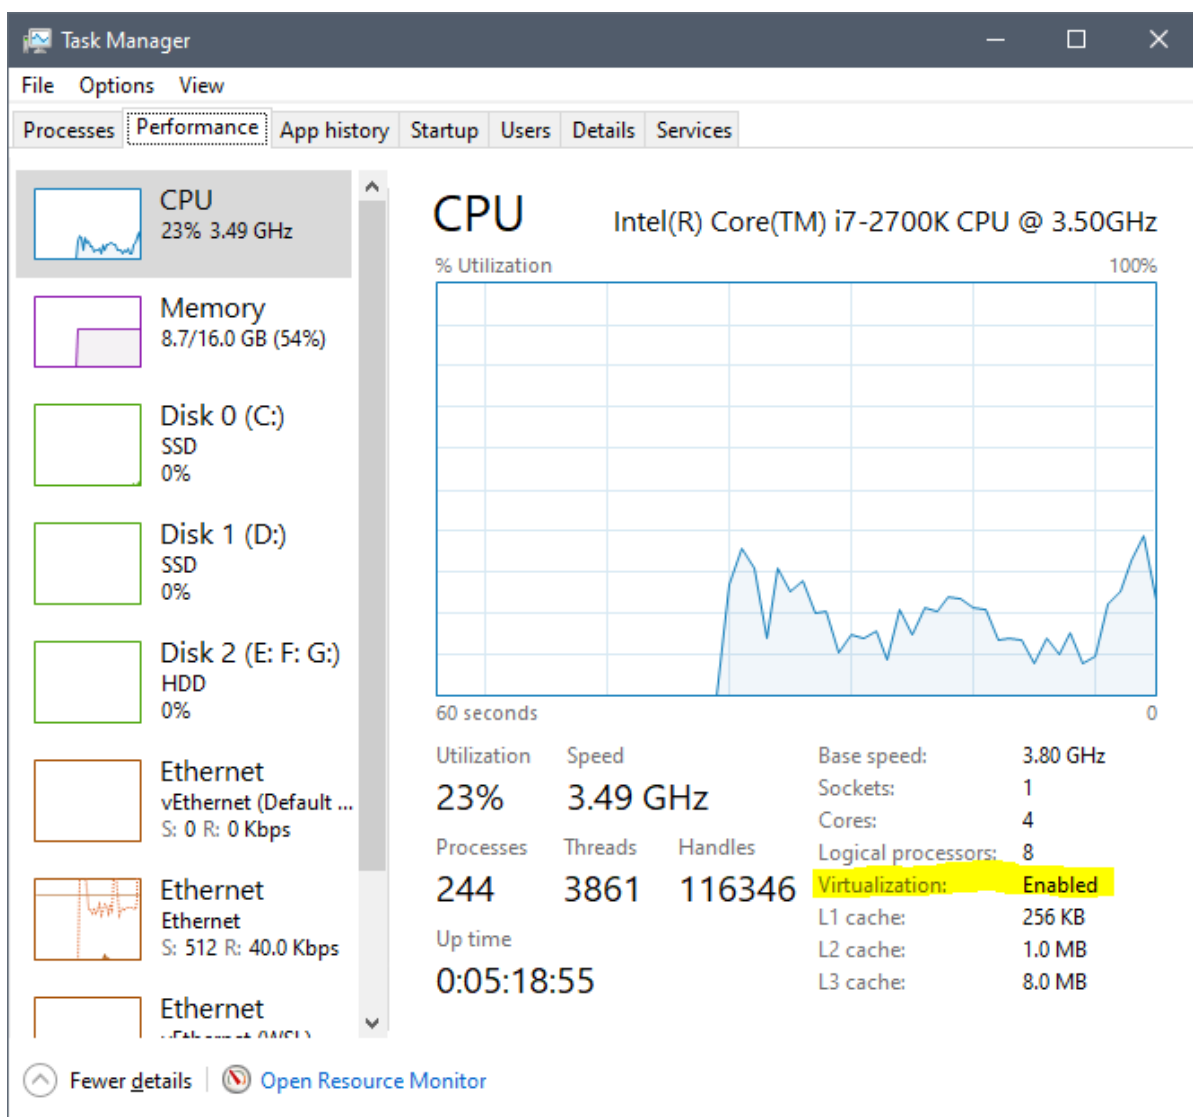 Task Manager
File Options View
Processes Performance App history Startup Users Details Services
CPU
23% 3.49 GHz
Memory
8.7/16.0 GB (54%)
Disk 0 (C:)
SSD
0%
Disk 1 (D:)
SSD
0%
Disk 2 (E: F: G:)
HDD
0%
Ethernet
vEthernet (Default ...
S: 0 R: 0 Kbps
Ethernet
Ethernet
S: 512 R: 40.0 Kbps
Ethernet
vEthernet (WSL)
CPU Intel(R) Core(TM) i7-2700K CPU @ 3.50GHz
% Utilization 100%
60 seconds 0
Utilization Speed
23% 3.49 GHz
Processes Threads Handles
244 3861 116346
Up time
0:05:18:55
Base speed: 3.80 GHz
Sockets: 1
Cores: 4
Logical processors: 8
Virtualization: Enabled
L1 cache: 256 KB
L2 cache: 1.0 MB
L3 cache: 8.0 MB
Fewer details Open Resource Monitor